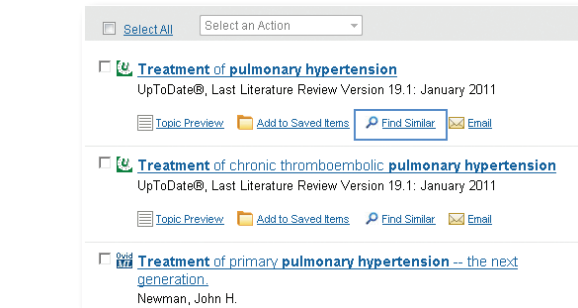 Select All Select an Action
Treatment of pulmonary hypertension
UpToDate®, Last Literature Review Version 19.1: January 2011
Topic Preview Add to Saved Items Find Similar Email
Treatment of chronic thromboembolic pulmonary hypertension
UpToDate®, Last Literature Review Version 19.1: January 2011
Topic Preview Add to Saved Items Find Similar Email
Ovid Treatment of primary pulmonary hypertension -- the next
generation.
Newman, John H.